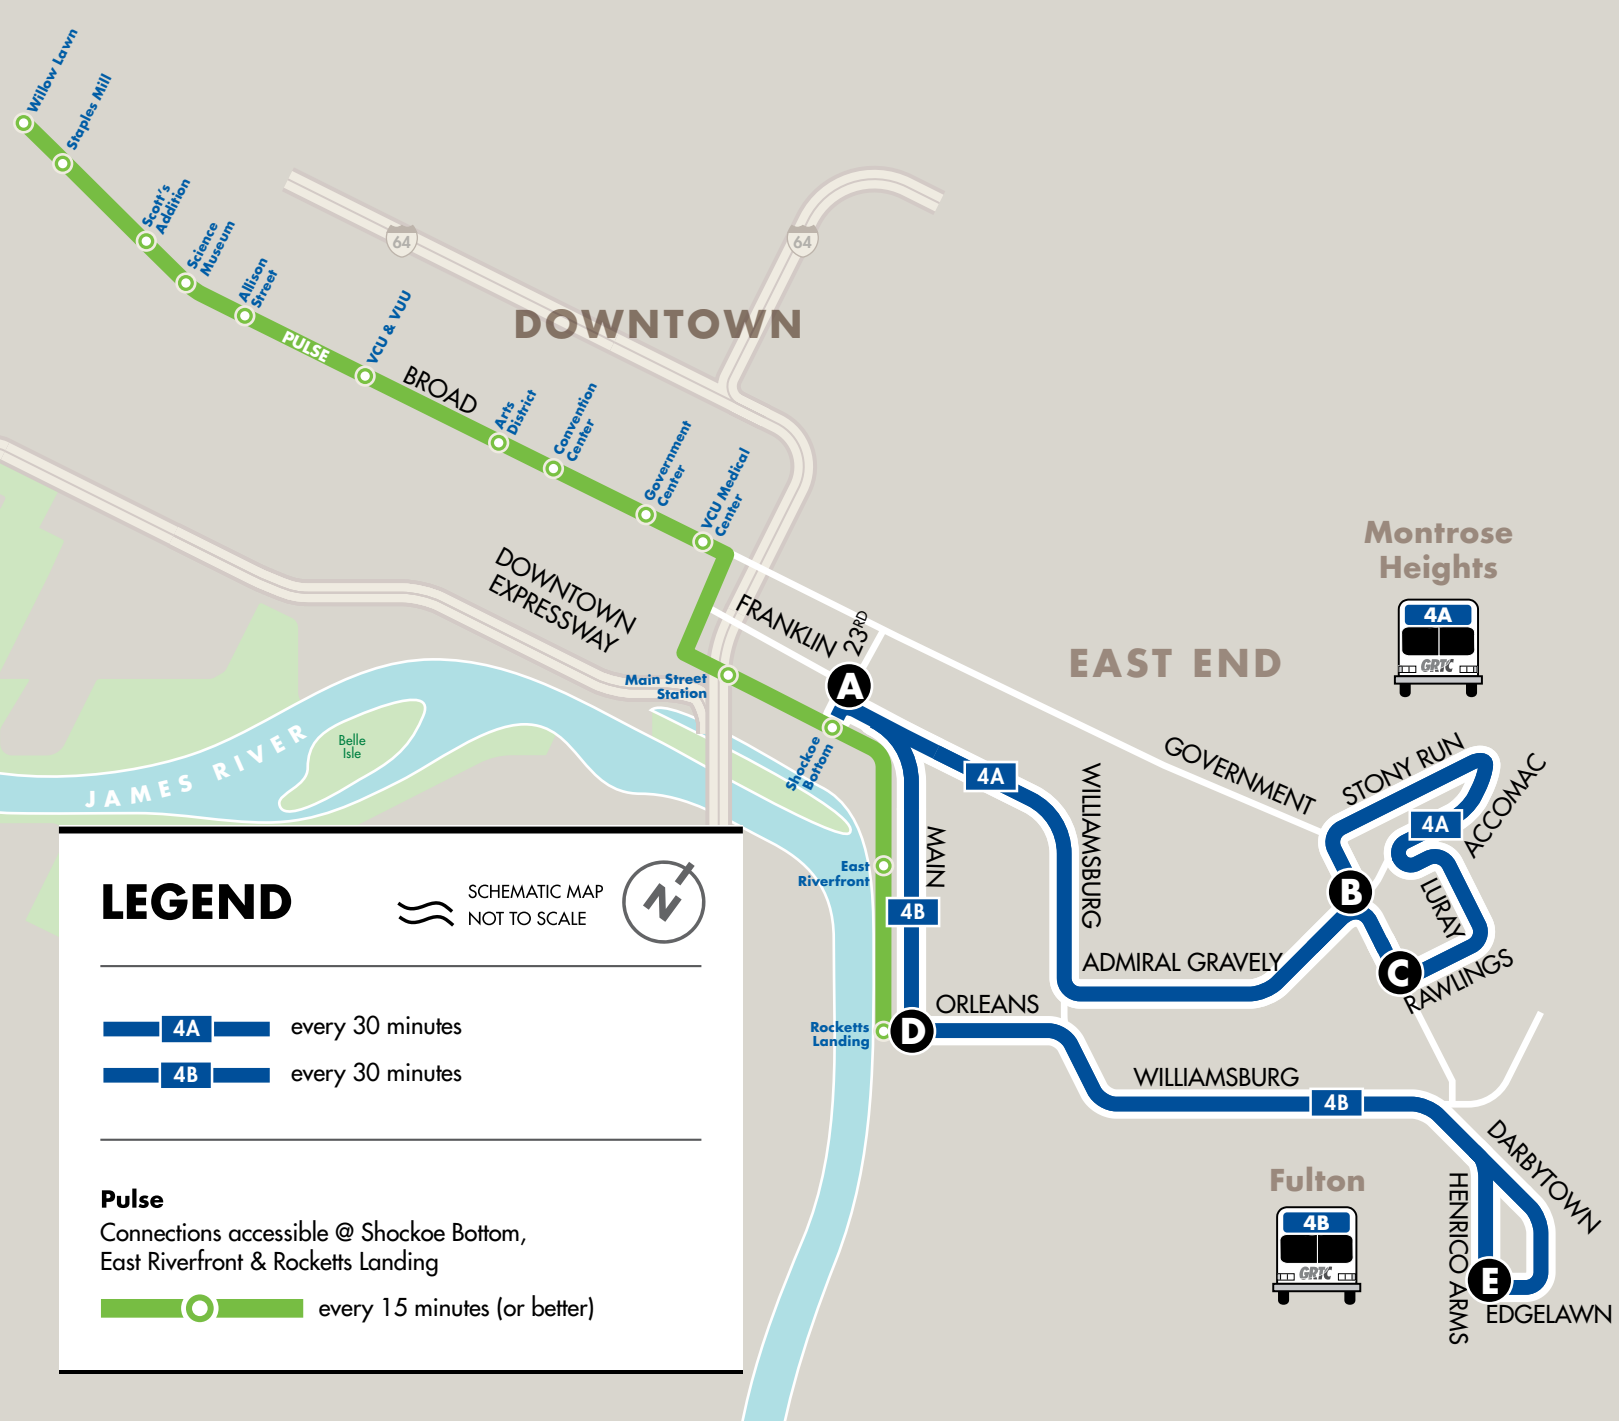 Willow Lawn
Staples Mill
Scott's
Addition
Science
Museum
Allison
Street
PULSE
VCU & VUU
BROAD
Arts
District
Convention
Center
Government
Center
VCU Medical
Center
64
64
DOWNTOWN
DOWNTOWN
EXPRESSWAY
FRANKLIN
23RD
Main Street
Station
A
Shockoe
Bottom
EAST END
Montrose
Heights
4A
GRTC
GOVERNMENT
STONY RUN
ACCOMAC
4A
4A
B
LURAY
C
RAWLINGS
WILLIAMSBURG
ADMIRAL GRAVELY
MAIN
4B
East
Riverfront
Rocketts
Landing
D
ORLEANS
WILLIAMSBURG
4B
DARBYTOWN
HENRICO ARMS
E
EDGELAWN
Fulton
4B
GRTC
JAMES RIVER
Belle
Isle
LEGEND
SCHEMATIC MAP
NOT TO SCALE
N
4A every 30 minutes
4B every 30 minutes
Pulse
Connections accessible @ Shockoe Bottom,
East Riverfront & Rocketts Landing
every 15 minutes (or better)